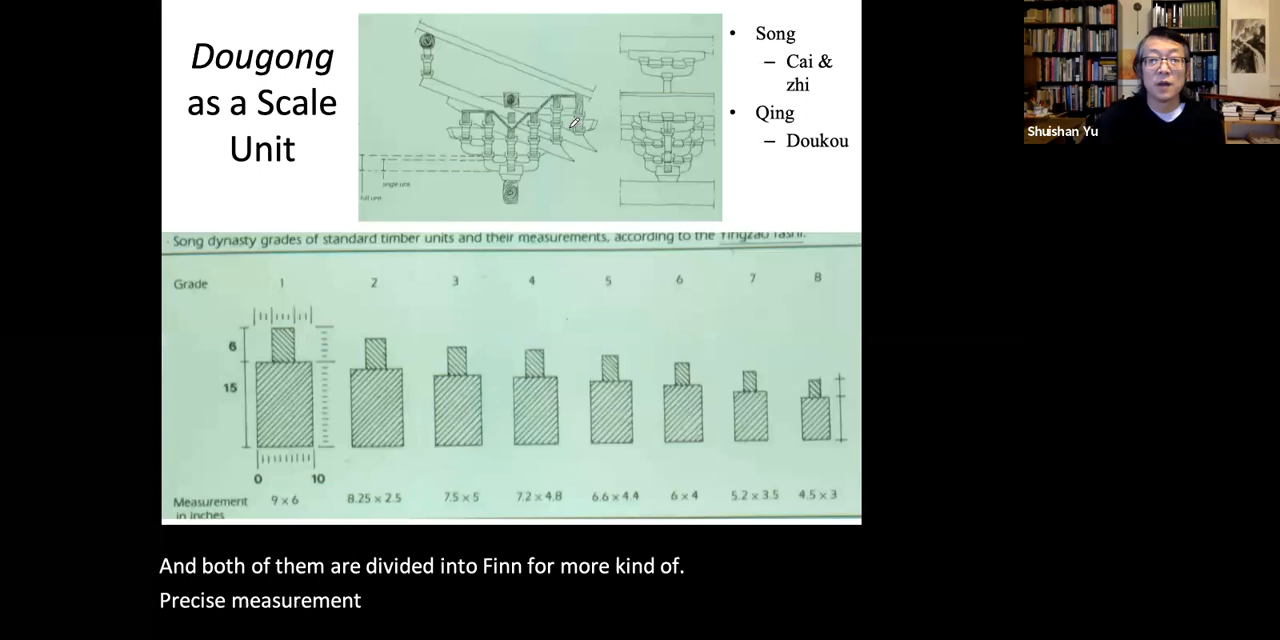 Dougong
as a Scale
Unit
single unit
full unit
• Song
– Cai &
zhi
• Qing
– Doukou
Shuishan Yu
Song dynasty grades of standard timber units and their measurements, according to the Yingzao fashi.
Grade 1 2 3 4 5 6 7 8
6
15
0 10
Measurement 9 x 6 8.25 x 2.5 7.5 x 5 7.2 x 4.8 6.6 x 4.4 6 x 4 5.2 x 3.5 4.5 x 3
in inches
And both of them are divided into Finn for more kind of.
Precise measurement